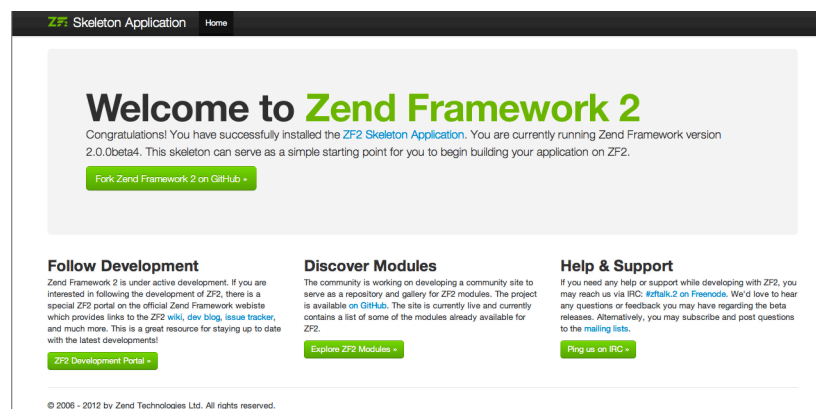 ZF2 Skeleton Application Home
Welcome to Zend Framework 2
Congratulations! You have successfully installed the ZF2 Skeleton Application. You are currently running Zend Framework version
2.0.0beta4. This skeleton can serve as a simple starting point for you to begin building your application on ZF2.
Fork Zend Framework 2 on GitHub »
Follow Development
Zend Framework 2 is under active development. If you are
interested in following the development of ZF2, there is a
special ZF2 portal on the official Zend Framework webiste
which provides links to the ZF2 wiki, dev blog, issue tracker,
and much more. This is a great resource for staying up to date
with the latest developments!
ZF2 Development Portal »
Discover Modules
The community is working on developing a community site to
serve as a repository and gallery for ZF2 modules. The project
is available on GitHub. The site is currently live and currently
contains a list of some of the modules already available for
ZF2.
Explore ZF2 Modules »
Help & Support
If you need any help or support while developing with ZF2, you
may reach us via IRC: #zftalk.2 on Freenode. We'd love to hear
any questions or feedback you may have regarding the beta
releases. Alternatively, you may subscribe and post questions
to the mailing lists.
Ping us on IRC »
© 2006 - 2012 by Zend Technologies Ltd. All rights reserved.